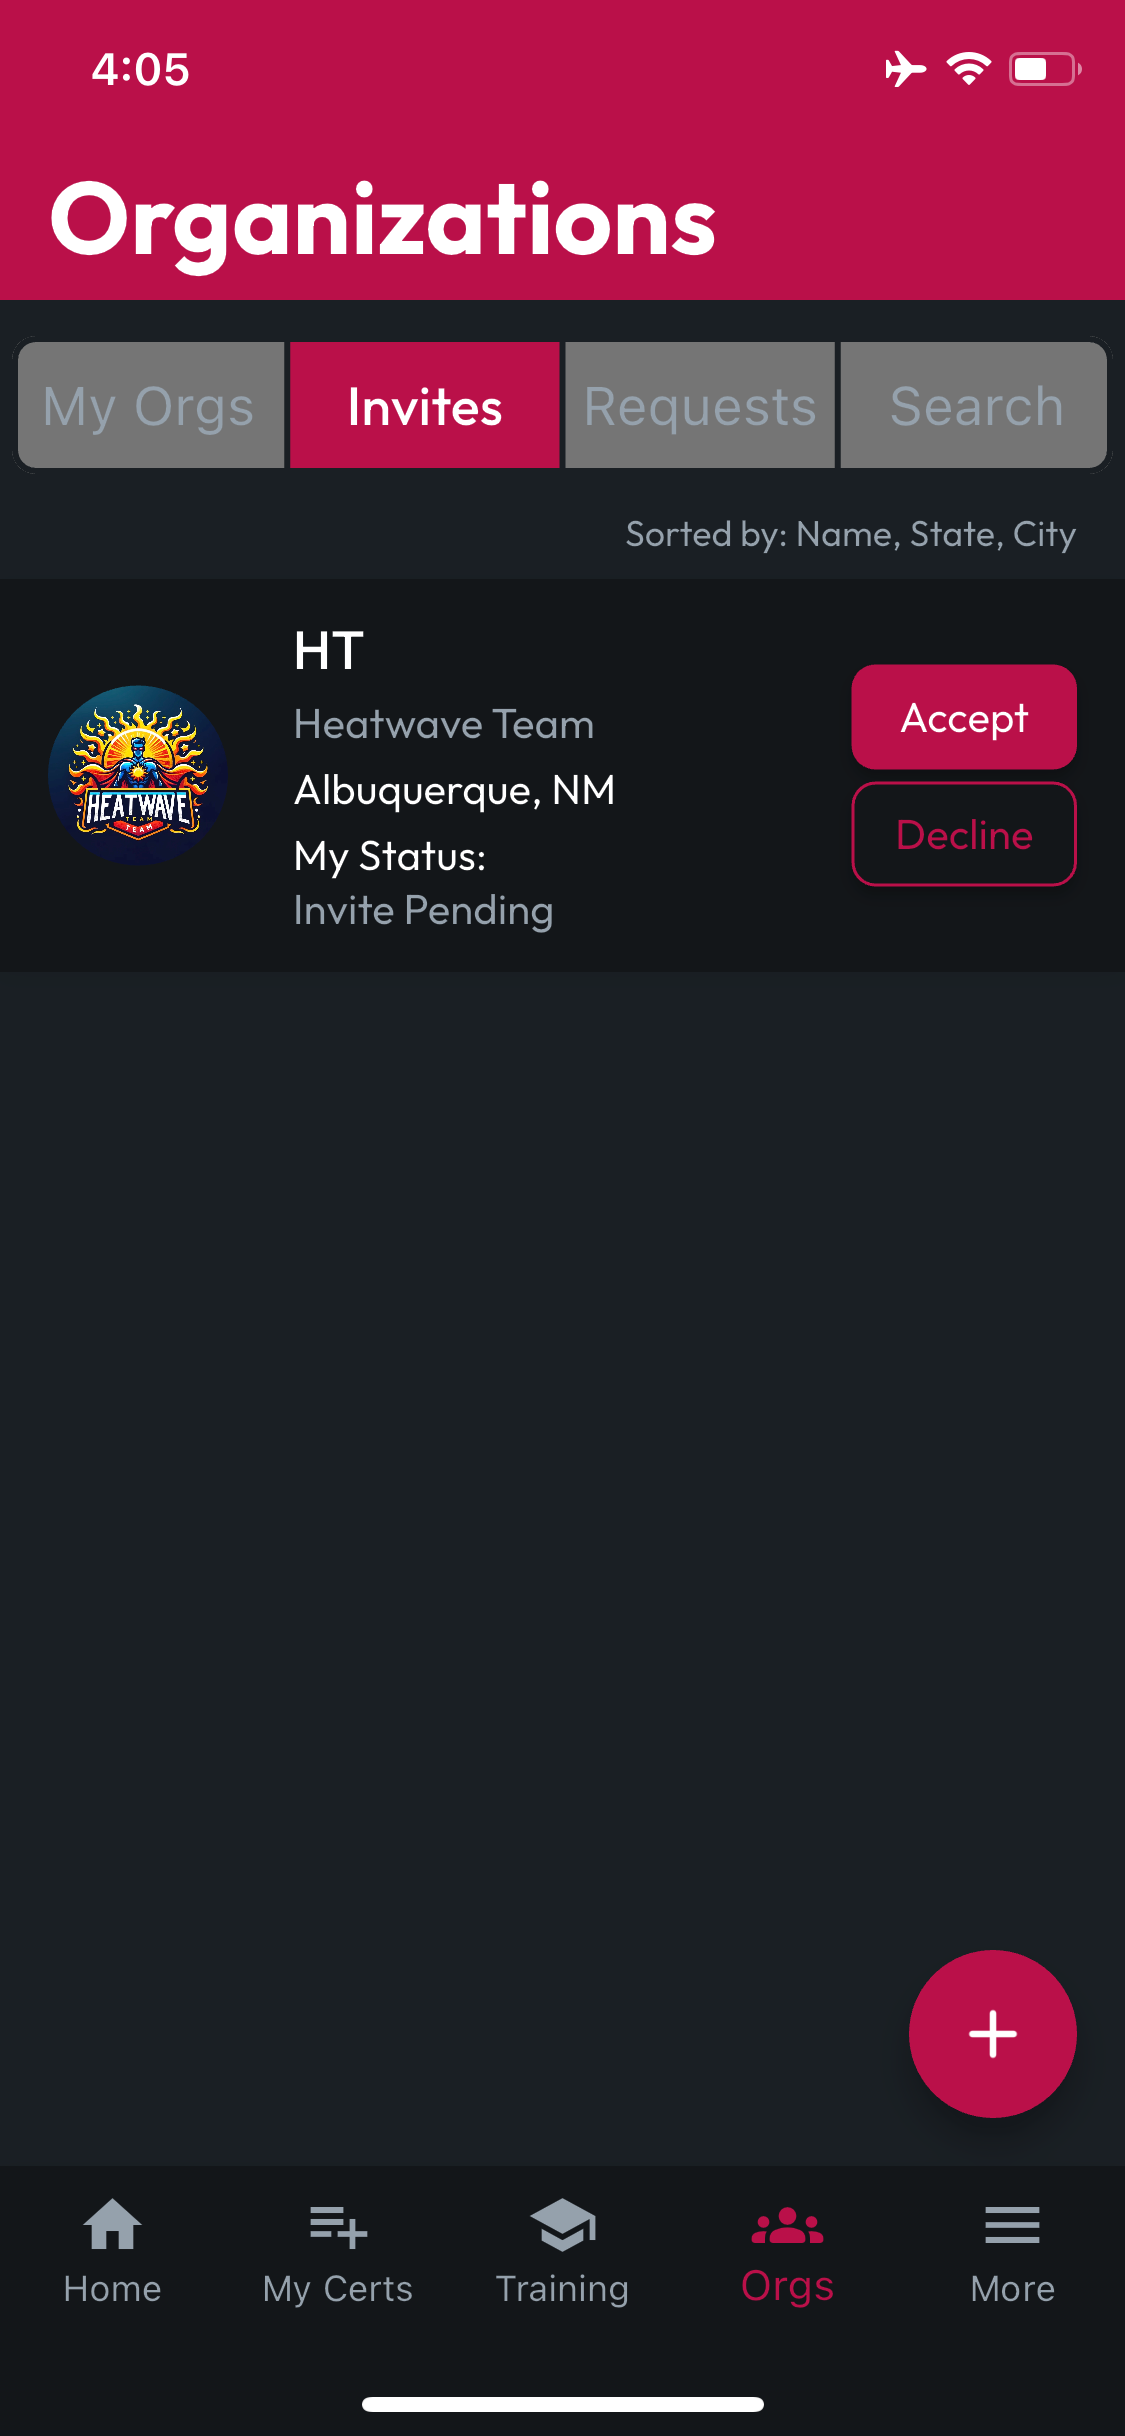 4:05
Organizations
My Orgs Invites Requests Search
Sorted by: Name, State, City
HT
Heatwave Team
Albuquerque, NM
My Status:
Invite Pending
HEATWAVE
TEAM
TEAM
Accept
Decline
Home My Certs Training Orgs More